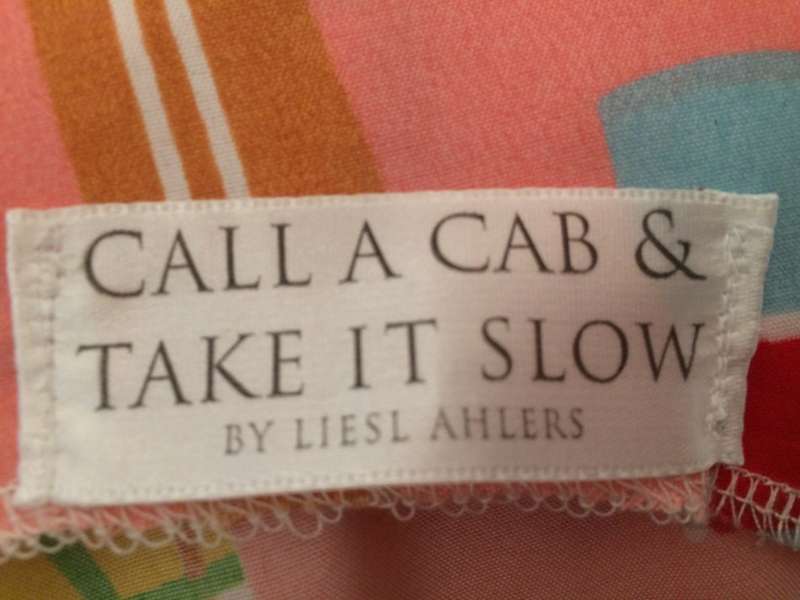 CALL A CAB &
TAKE IT SLOW
BY LIESL AHLERS